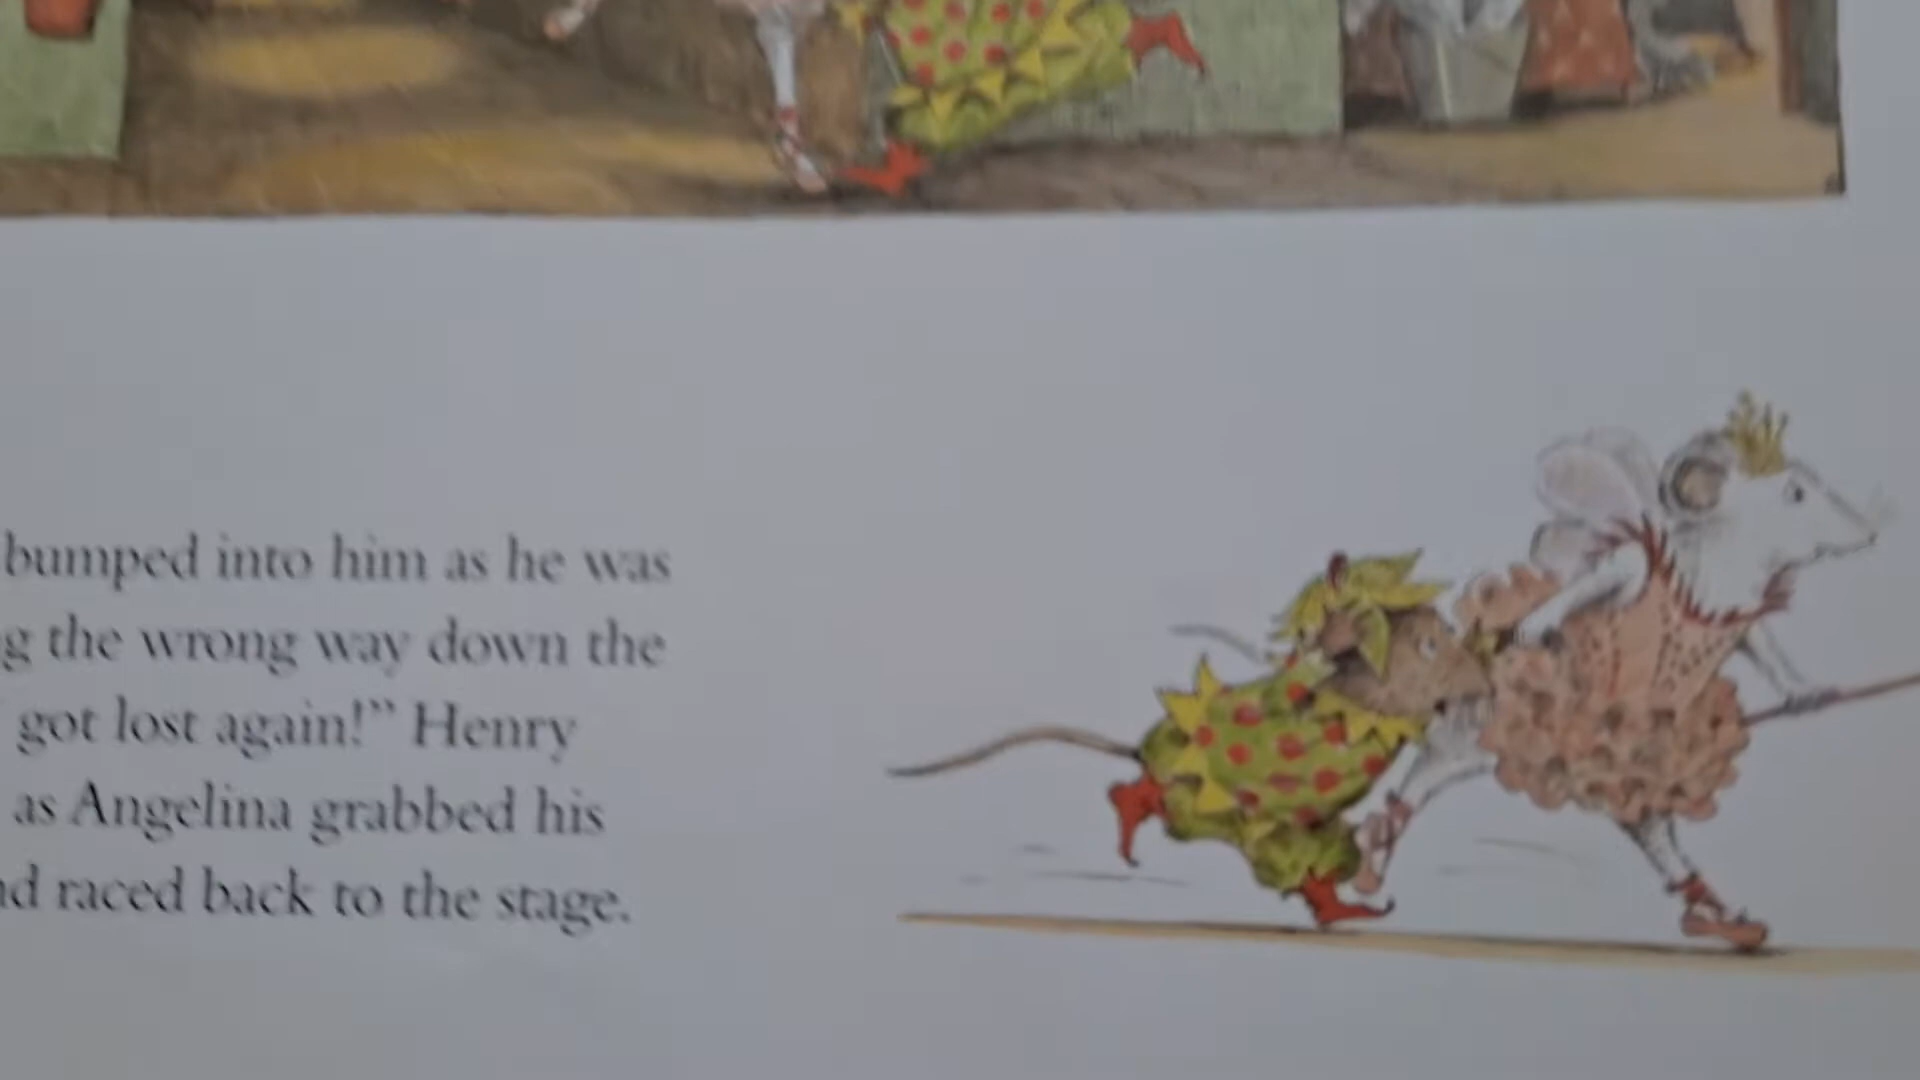 bumped into him as he was
g the wrong way down the
got lost again!” Henry
as Angelina grabbed his
nd raced back to the stage.